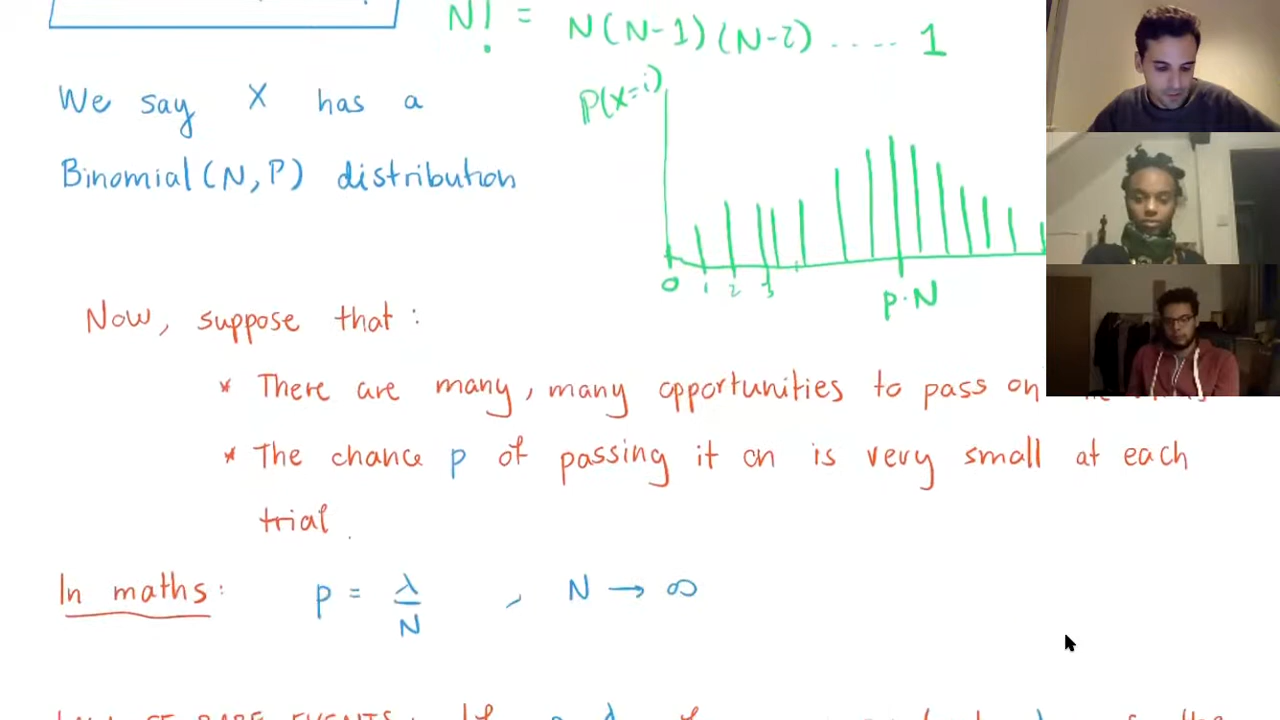 N! = N(N-1)(N-2) ..... 1
We say X has a
Binomial(N, P) distribution
P(X=i)
0 1 2 3
p.N
Now, suppose that:
* There are many, many opportunities to pass on
* The chance p of passing it on is very small at each
trial.
In maths: p = λ/N , N → ∞